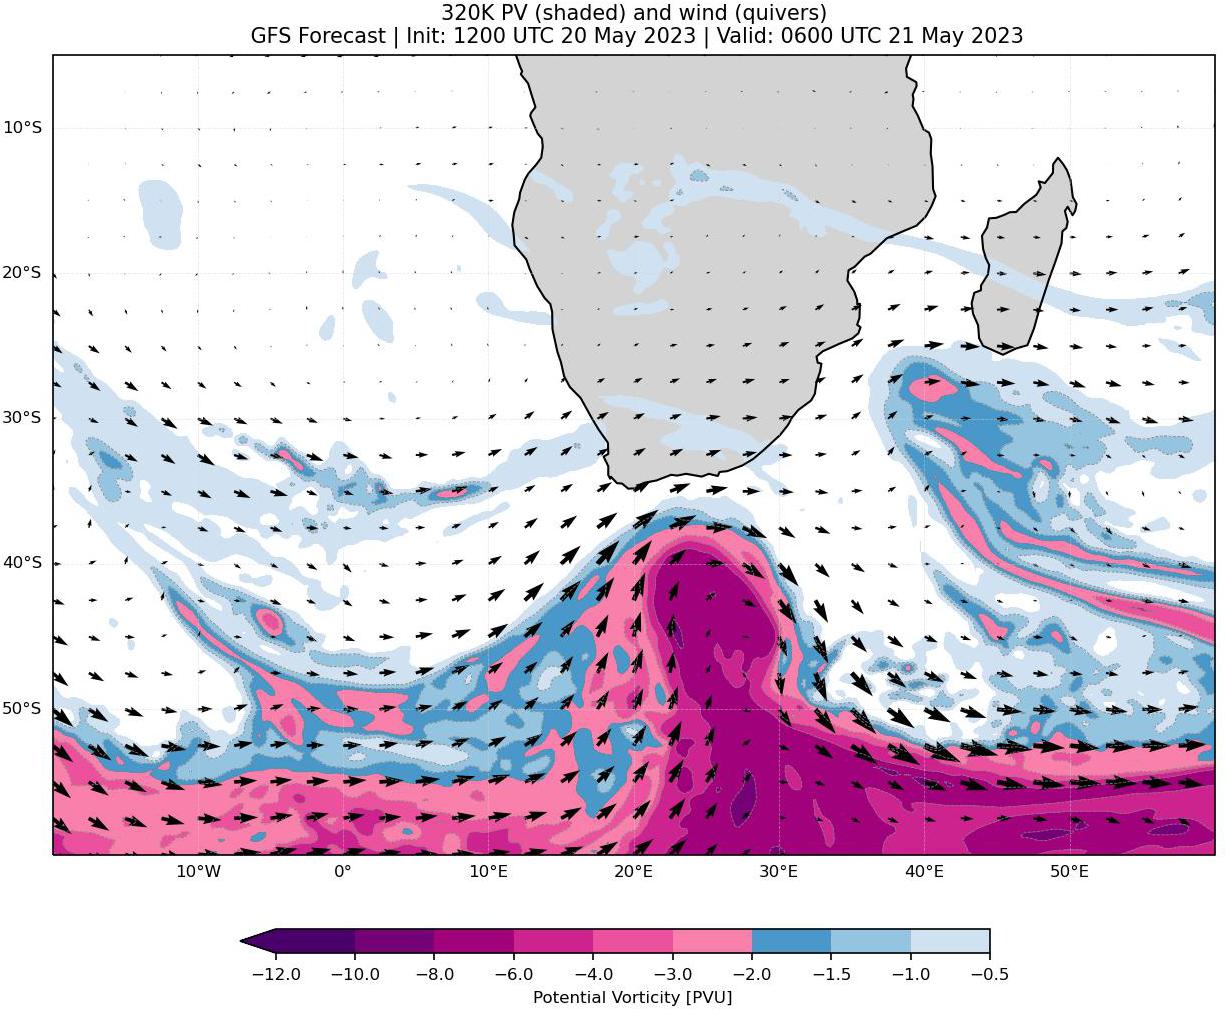 320K PV (shaded) and wind (quivers)
GFS Forecast | Init: 1200 UTC 20 May 2023 | Valid: 0600 UTC 21 May 2023
10°S
20°S
30°S
40°S
50°S
10°W 0° 10°E 20°E 30°E 40°E 50°E
−12.0 −10.0 −8.0 −6.0 −4.0 −3.0 −2.0 −1.5 −1.0 −0.5
Potential Vorticity [PVU]